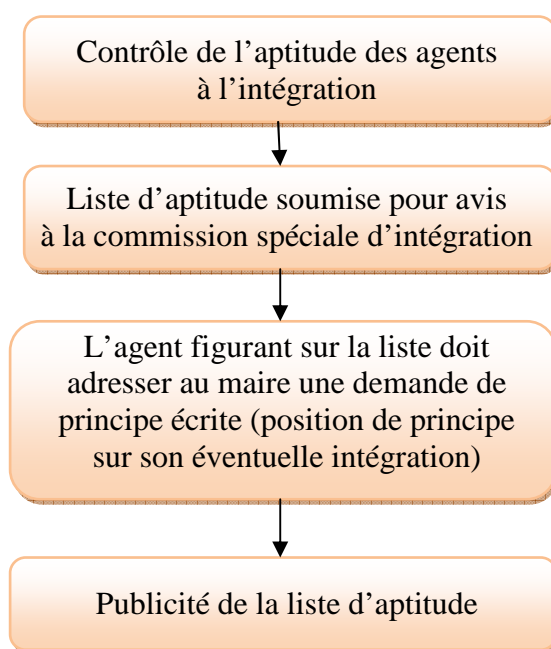 Contrôle de l’aptitude des agents
à l’intégration
Liste d’aptitude soumise pour avis
à la commission spéciale d’intégration
L’agent figurant sur la liste doit
adresser au maire une demande de
principe écrite (position de principe
sur son éventuelle intégration)
Publicité de la liste d’aptitude